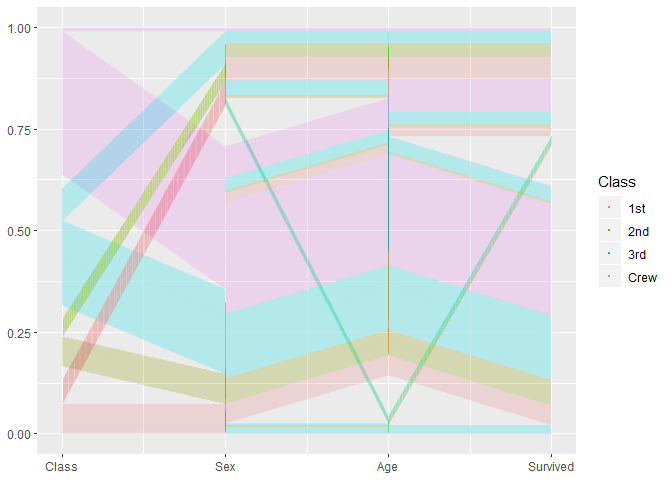 1.00
0.75
0.50
0.25
0.00
Class
Sex
Age
Survived
Class
1st
2nd
3rd
Crew